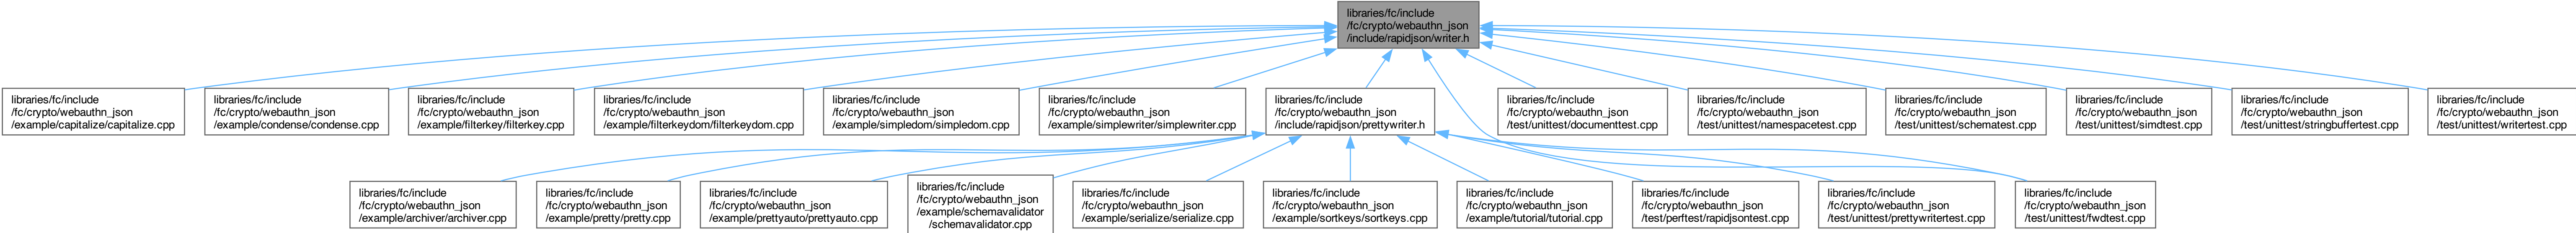 libraries/fc/include
/fc/crypto/webauthn_json
/include/rapidjson/writer.h
libraries/fc/include
/fc/crypto/webauthn_json
/example/capitalize/capitalize.cpp
libraries/fc/include
/fc/crypto/webauthn_json
/example/condense/condense.cpp
libraries/fc/include
/fc/crypto/webauthn_json
/example/filterkey/filterkey.cpp
libraries/fc/include
/fc/crypto/webauthn_json
/example/filterkeydom/filterkeydom.cpp
libraries/fc/include
/fc/crypto/webauthn_json
/example/simpledom/simpledom.cpp
libraries/fc/include
/fc/crypto/webauthn_json
/example/simplewriter/simplewriter.cpp
libraries/fc/include
/fc/crypto/webauthn_json
/include/rapidjson/prettywriter.h
libraries/fc/include
/fc/crypto/webauthn_json
/test/unittest/documenttest.cpp
libraries/fc/include
/fc/crypto/webauthn_json
/test/unittest/namespacetest.cpp
libraries/fc/include
/fc/crypto/webauthn_json
/test/unittest/schematest.cpp
libraries/fc/include
/fc/crypto/webauthn_json
/test/unittest/simdtest.cpp
libraries/fc/include
/fc/crypto/webauthn_json
/test/unittest/stringbuffertest.cpp
libraries/fc/include
/fc/crypto/webauthn_json
/test/unittest/writertest.cpp
libraries/fc/include
/fc/crypto/webauthn_json
/example/archiver/archiver.cpp
libraries/fc/include
/fc/crypto/webauthn_json
/example/pretty/pretty.cpp
libraries/fc/include
/fc/crypto/webauthn_json
/example/prettyauto/prettyauto.cpp
libraries/fc/include
/fc/crypto/webauthn_json
/example/schemavalidator
/schemavalidator.cpp
libraries/fc/include
/fc/crypto/webauthn_json
/example/serialize/serialize.cpp
libraries/fc/include
/fc/crypto/webauthn_json
/example/sortkeys/sortkeys.cpp
libraries/fc/include
/fc/crypto/webauthn_json
/example/tutorial/tutorial.cpp
libraries/fc/include
/fc/crypto/webauthn_json
/test/perftest/rapidjsontest.cpp
libraries/fc/include
/fc/crypto/webauthn_json
/test/unittest/prettywritertest.cpp
libraries/fc/include
/fc/crypto/webauthn_json
/test/unittest/fwdtest.cpp